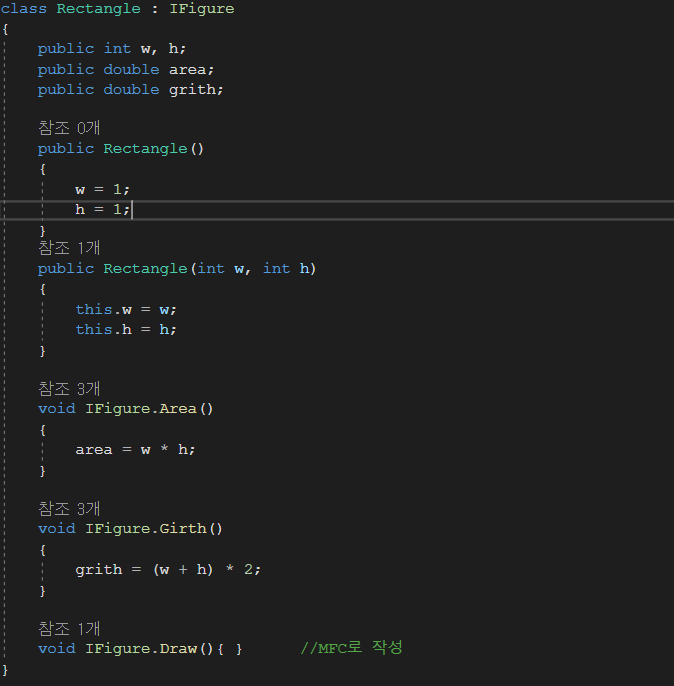 class Rectangle : IFigure
{
public int w, h;
public double area;
public double grith;
참조 0개
public Rectangle()
{
w = 1;
h = 1;
}
참조 1개
public Rectangle(int w, int h)
{
this.w = w;
this.h = h;
}
참조 3개
void IFigure.Area()
{
area = w * h;
}
참조 3개
void IFigure.Girth()
{
grith = (w + h) * 2;
}
참조 1개
void IFigure.Draw(){ } //MFC로 작성
}